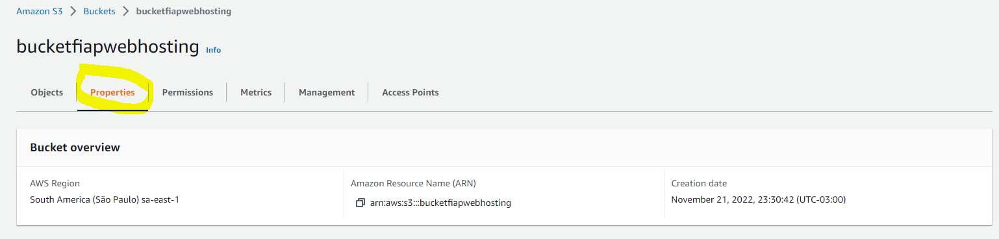 Amazon S3 > Buckets > bucketfiapwebhosting
bucketfiapwebhosting Info
Objects Properties Permissions Metrics Management Access Points
Bucket overview
AWS Region Amazon Resource Name (ARN) Creation date
South America (São Paulo) sa-east-1 arn:aws:s3:::bucketfiapwebhosting November 21, 2022, 23:30:42 (UTC-03:00)